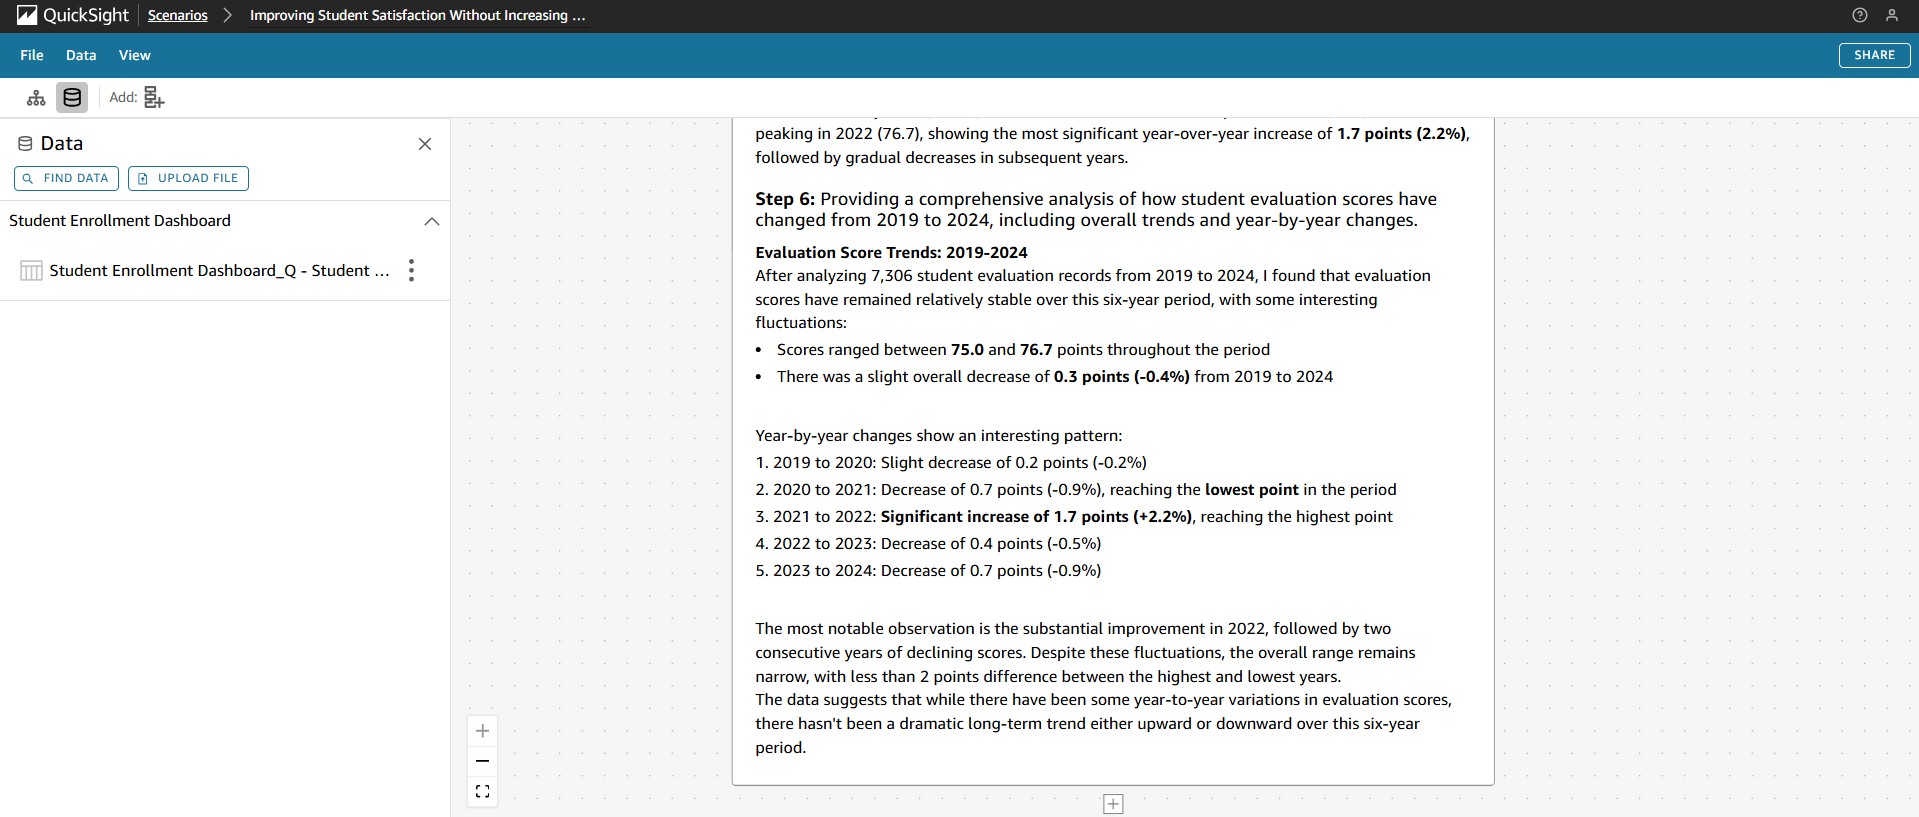 QuickSight
Scenarios
Improving Student Satisfaction Without Increasing ...
File
Data
View
SHARE
Add:
Data
FIND DATA
UPLOAD FILE
Student Enrollment Dashboard
Student Enrollment Dashboard_Q - Student ...
peaking in 2022 (76.7), showing the most significant year-over-year increase of 1.7 points (2.2%),
followed by gradual decreases in subsequent years.
Step 6: Providing a comprehensive analysis of how student evaluation scores have
changed from 2019 to 2024, including overall trends and year-by-year changes.
Evaluation Score Trends: 2019-2024
After analyzing 7,306 student evaluation records from 2019 to 2024, I found that evaluation
scores have remained relatively stable over this six-year period, with some interesting
fluctuations:
• Scores ranged between 75.0 and 76.7 points throughout the period
• There was a slight overall decrease of 0.3 points (-0.4%) from 2019 to 2024
Year-by-year changes show an interesting pattern:
1. 2019 to 2020: Slight decrease of 0.2 points (-0.2%)
2. 2020 to 2021: Decrease of 0.7 points (-0.9%), reaching the lowest point in the period
3. 2021 to 2022: Significant increase of 1.7 points (+2.2%), reaching the highest point
4. 2022 to 2023: Decrease of 0.4 points (-0.5%)
5. 2023 to 2024: Decrease of 0.7 points (-0.9%)
The most notable observation is the substantial improvement in 2022, followed by two
consecutive years of declining scores. Despite these fluctuations, the overall range remains
narrow, with less than 2 points difference between the highest and lowest years.
The data suggests that while there have been some year-to-year variations in evaluation scores,
there hasn't been a dramatic long-term trend either upward or downward over this six-year
period.